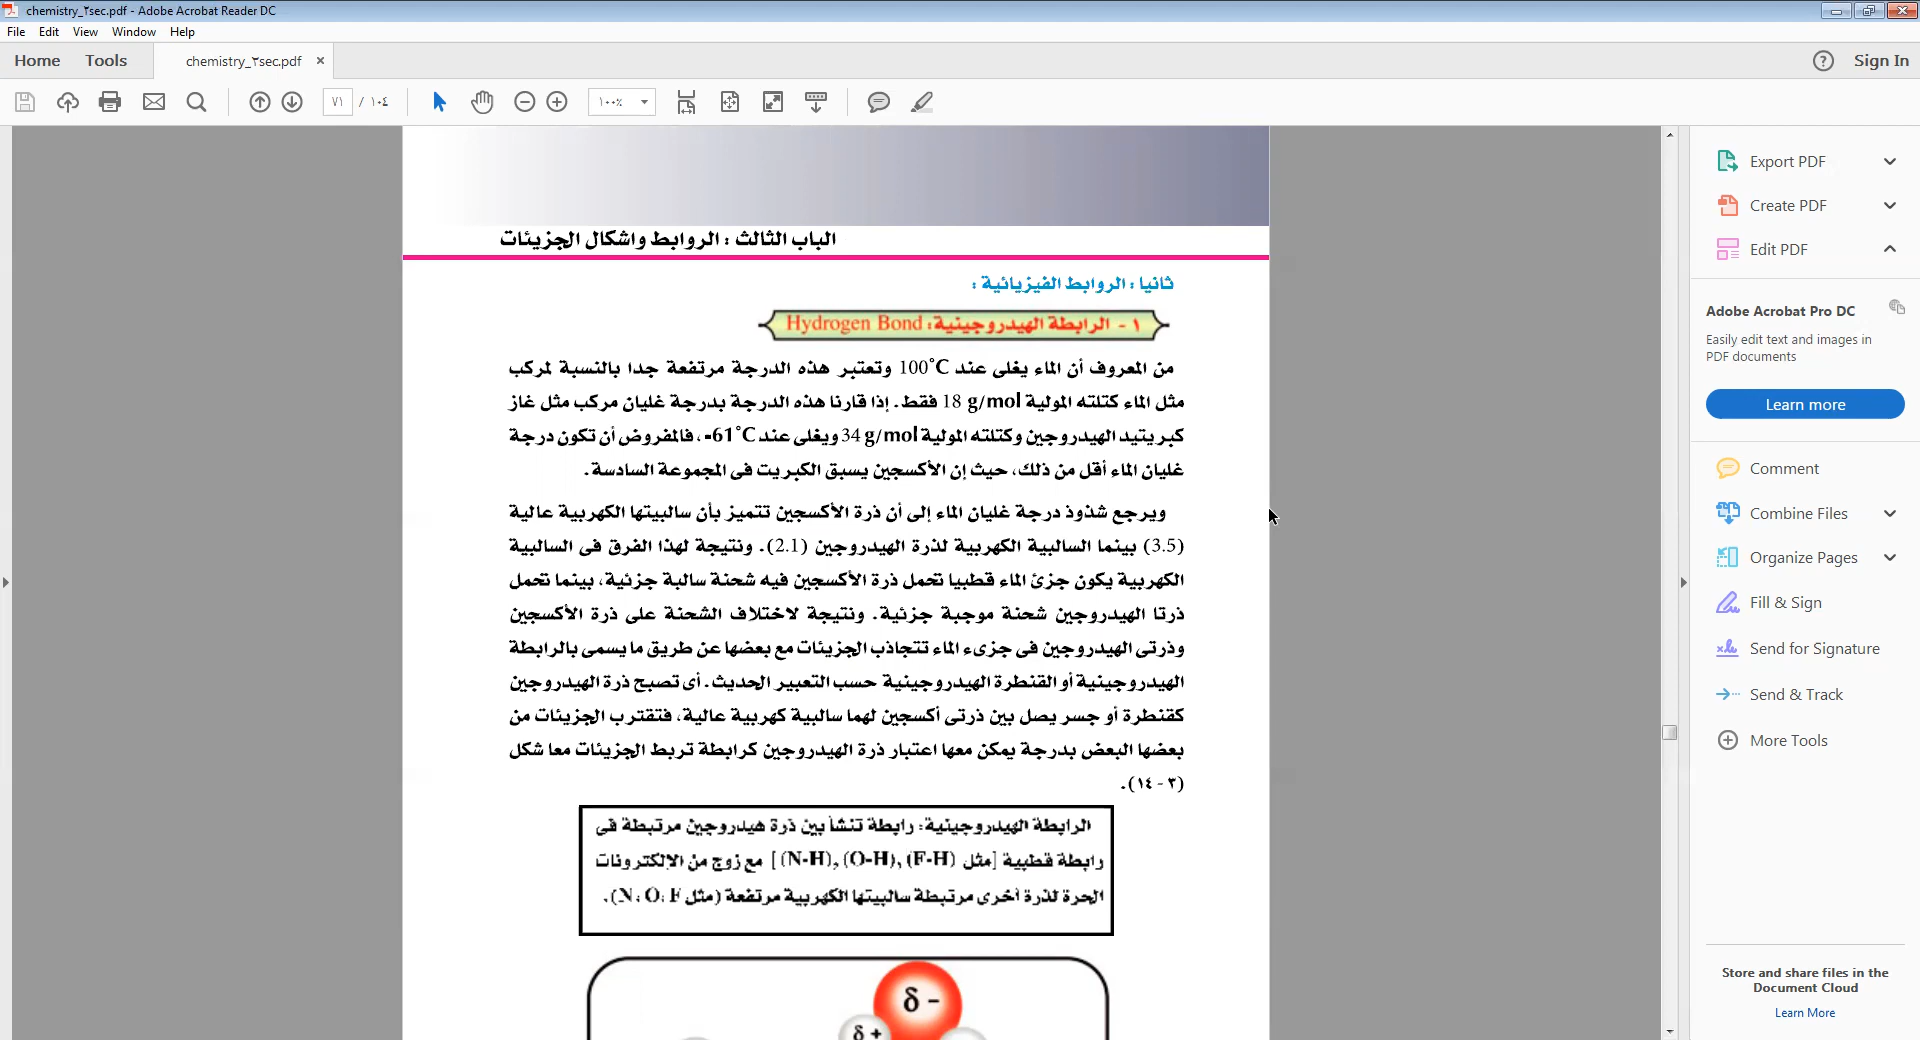 chemistry_٢sec.pdf - Adobe Acrobat Reader DC
File Edit View Window Help
Home Tools chemistry_٢sec.pdf × Sign In
٧١ / ١٠٤ ١٠٠٪
الباب الثالث : الروابط واشكال الجزيئات
ثانيا : الروابط الفيزيائية :
١ - الرابطة الهيدروجينية: Hydrogen Bond
من المعروف أن الماء يغلى عند 100°C وتعتبر هذه الدرجة مرتفعة جدا بالنسبة لمركب
مثل الماء كتلته المولية 18 g/mol فقط. إذا قارنا هذه الدرجة بدرجة غليان مركب مثل غاز
كبريتيد الهيدروجين وكتلته المولية 34 g/mol ويغلى عند -61°C، فالمفروض أن تكون درجة
غليان الماء أقل من ذلك، حيث إن الأكسجين يسبق الكبريت فى المجموعة السادسة.
ويرجع شذوذ درجة غليان الماء إلى أن ذرة الأكسجين تتميز بأن سالبيتها الكهربية عالية
(3.5) بينما السالبية الكهربية لذرة الهيدروجين (2.1). ونتيجة لهذا الفرق فى السالبية
الكهربية يكون جزئ الماء قطبيا تحمل ذرة الأكسجين فيه شحنة سالبة جزئية، بينما تحمل
ذرتا الهيدروجين شحنة موجبة جزئية. ونتيجة لاختلاف الشحنة على ذرة الأكسجين
وذرتى الهيدروجين فى جزىء الماء تتجاذب الجزيئات مع بعضها عن طريق ما يسمى بالرابطة
الهيدروجينية أو القنطرة الهيدروجينية حسب التعبير الحديث. أى تصبح ذرة الهيدروجين
كقنطرة أو جسر يصل بين ذرتى أكسجين لهما سالبية كهربية عالية، فتقترب الجزيئات من
بعضها البعض بدرجة يمكن معها اعتبار ذرة الهيدروجين كرابطة تربط الجزيئات معا شكل
(٣ - ١٤).
الرابطة الهيدروجينية: رابطة تنشأ بين ذرة هيدروجين مرتبطة فى
رابطة قطبية [مثل (F-H) ,(O-H) ,(N-H)] مع زوج من الإلكترونات
الحرة لذرة أخرى مرتبطة سالبيتها الكهربية مرتفعة (مثل N، O، F).
δ -
δ +
Export PDF
Create PDF
Edit PDF
Adobe Acrobat Pro DC
Easily edit text and images in
PDF documents
Learn more
Comment
Combine Files
Organize Pages
Fill & Sign
Send for Signature
Send & Track
More Tools
Store and share files in the
Document Cloud
Learn More